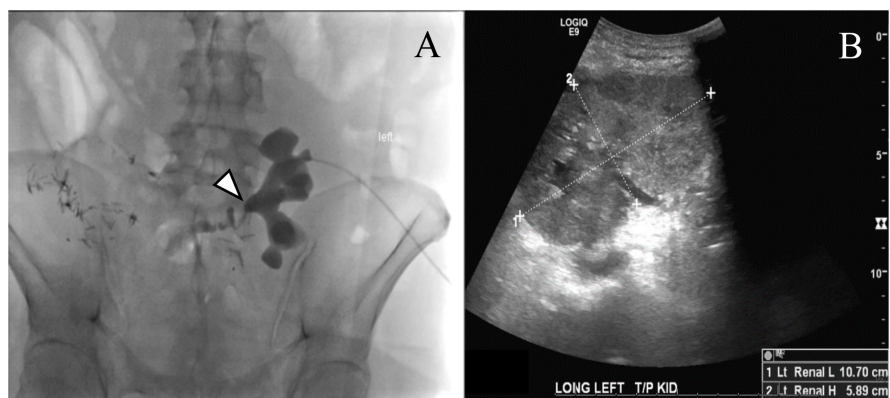 A
left
LOGIQ
E9
B
2
1
0
5
10
1 Lt Renal L 10.70 cm
2 Lt Renal H 5.89 cm
LONG LEFT T/P KID